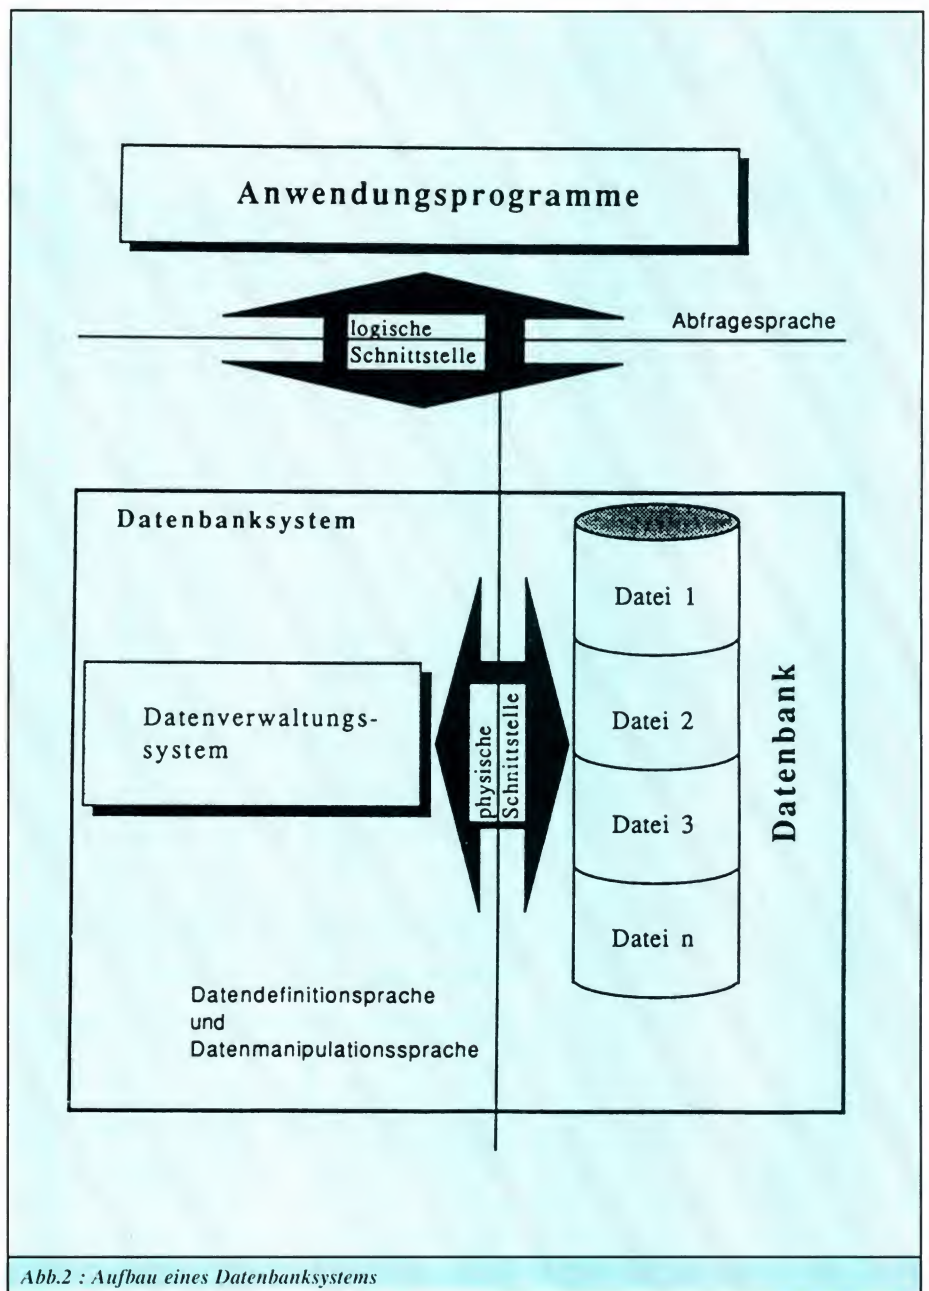 Anwendungsprogramme
logische
Schnittstelle
Abfragesprache
Datenbanksystem
Datenverwaltungs-
system
physische
Schnittstelle
Datei 1
Datei 2
Datei 3
Datei n
Datenbank
Datendefinitionsprache
und
Datenmanipulationssprache
Abb.2 : Aufbau eines Datenbanksystems